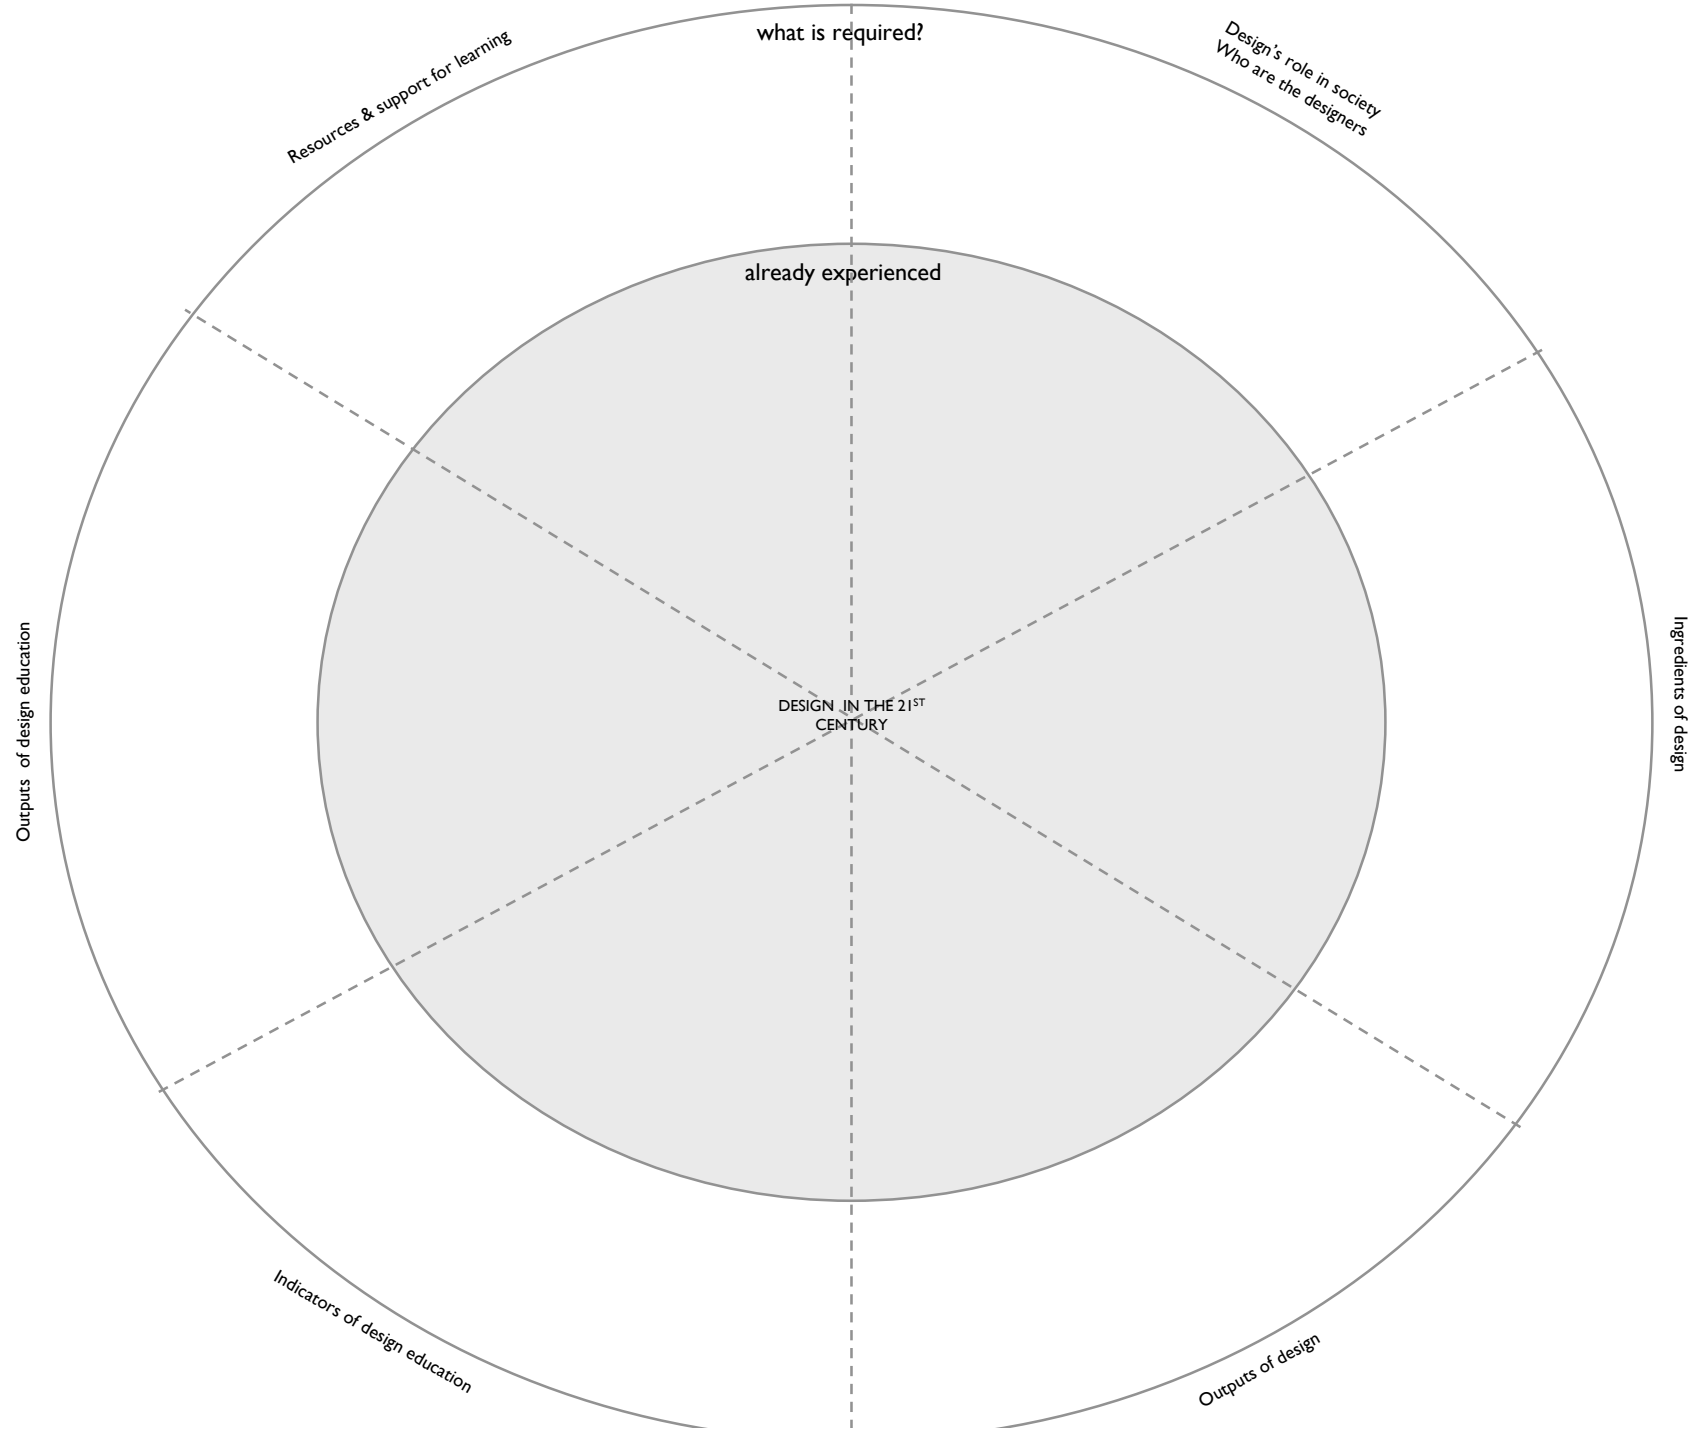 what is required?
Design's role in society
Who are the designers
Resources & support for learning
already experienced
Outputs of design education
DESIGN IN THE 21ST
CENTURY
Ingredients of design
Indicators of design education
Outputs of design